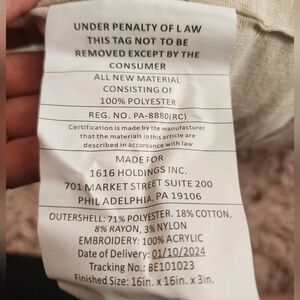 UNDER PENALTY OF LAW
THIS TAG NOT TO BE
REMOVED EXCEPT BY THE
CONSUMER
ALL NEW MATERIAL
CONSISTING OF
100% POLYESTER
REG. NO. PA-8880(RC)
Certification is made by the manufacturer
that the materials in this article are
described in accordance with law
MADE FOR
1616 HOLDINGS INC.
701 MARKET STREET SUITE 200
PHILADELPHIA, PA 19106
OUTERSHELL: 71% POLYESTER, 18% COTTON,
8% RAYON, 3% NYLON
EMBROIDERY: 100% ACRYLIC
Date of Delivery: 01/10/2024
Tracking No.: BE101023
Finished Size: 16in. x 16in. x 3in.